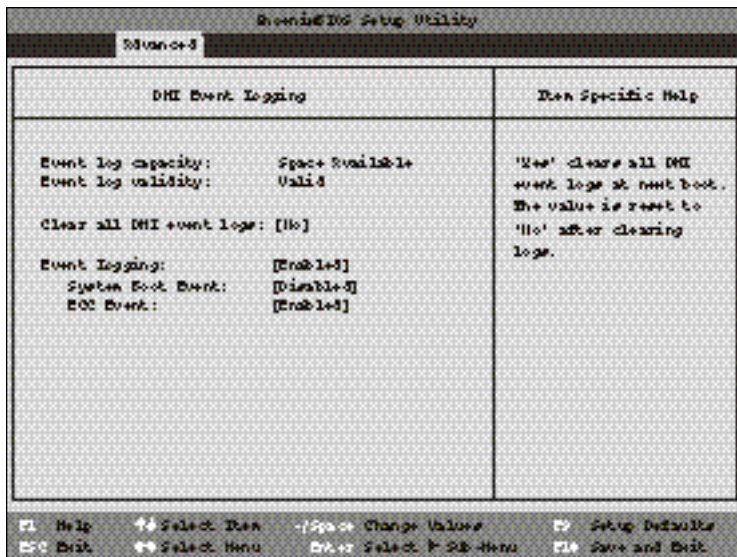 PhoenixBIOS Setup Utility
Advanced
DMI Event Logging
Item Specific Help
Event log capacity: Space Available
Event log validity: Valid
Clear all DMI event logs: [No]
Event Logging: [Enabled]
System Boot Event: [Disabled]
ECC Event: [Enabled]
'Yes' clears all DMI
event logs at next boot.
The value is reset to
'No' after clearing
logs.
F1 Help ↑↓ Select Item -/Space Change Values F9 Setup Defaults
ESC Exit ↔ Select Menu Enter Select ▶ Sub-Menu F10 Save and Exit